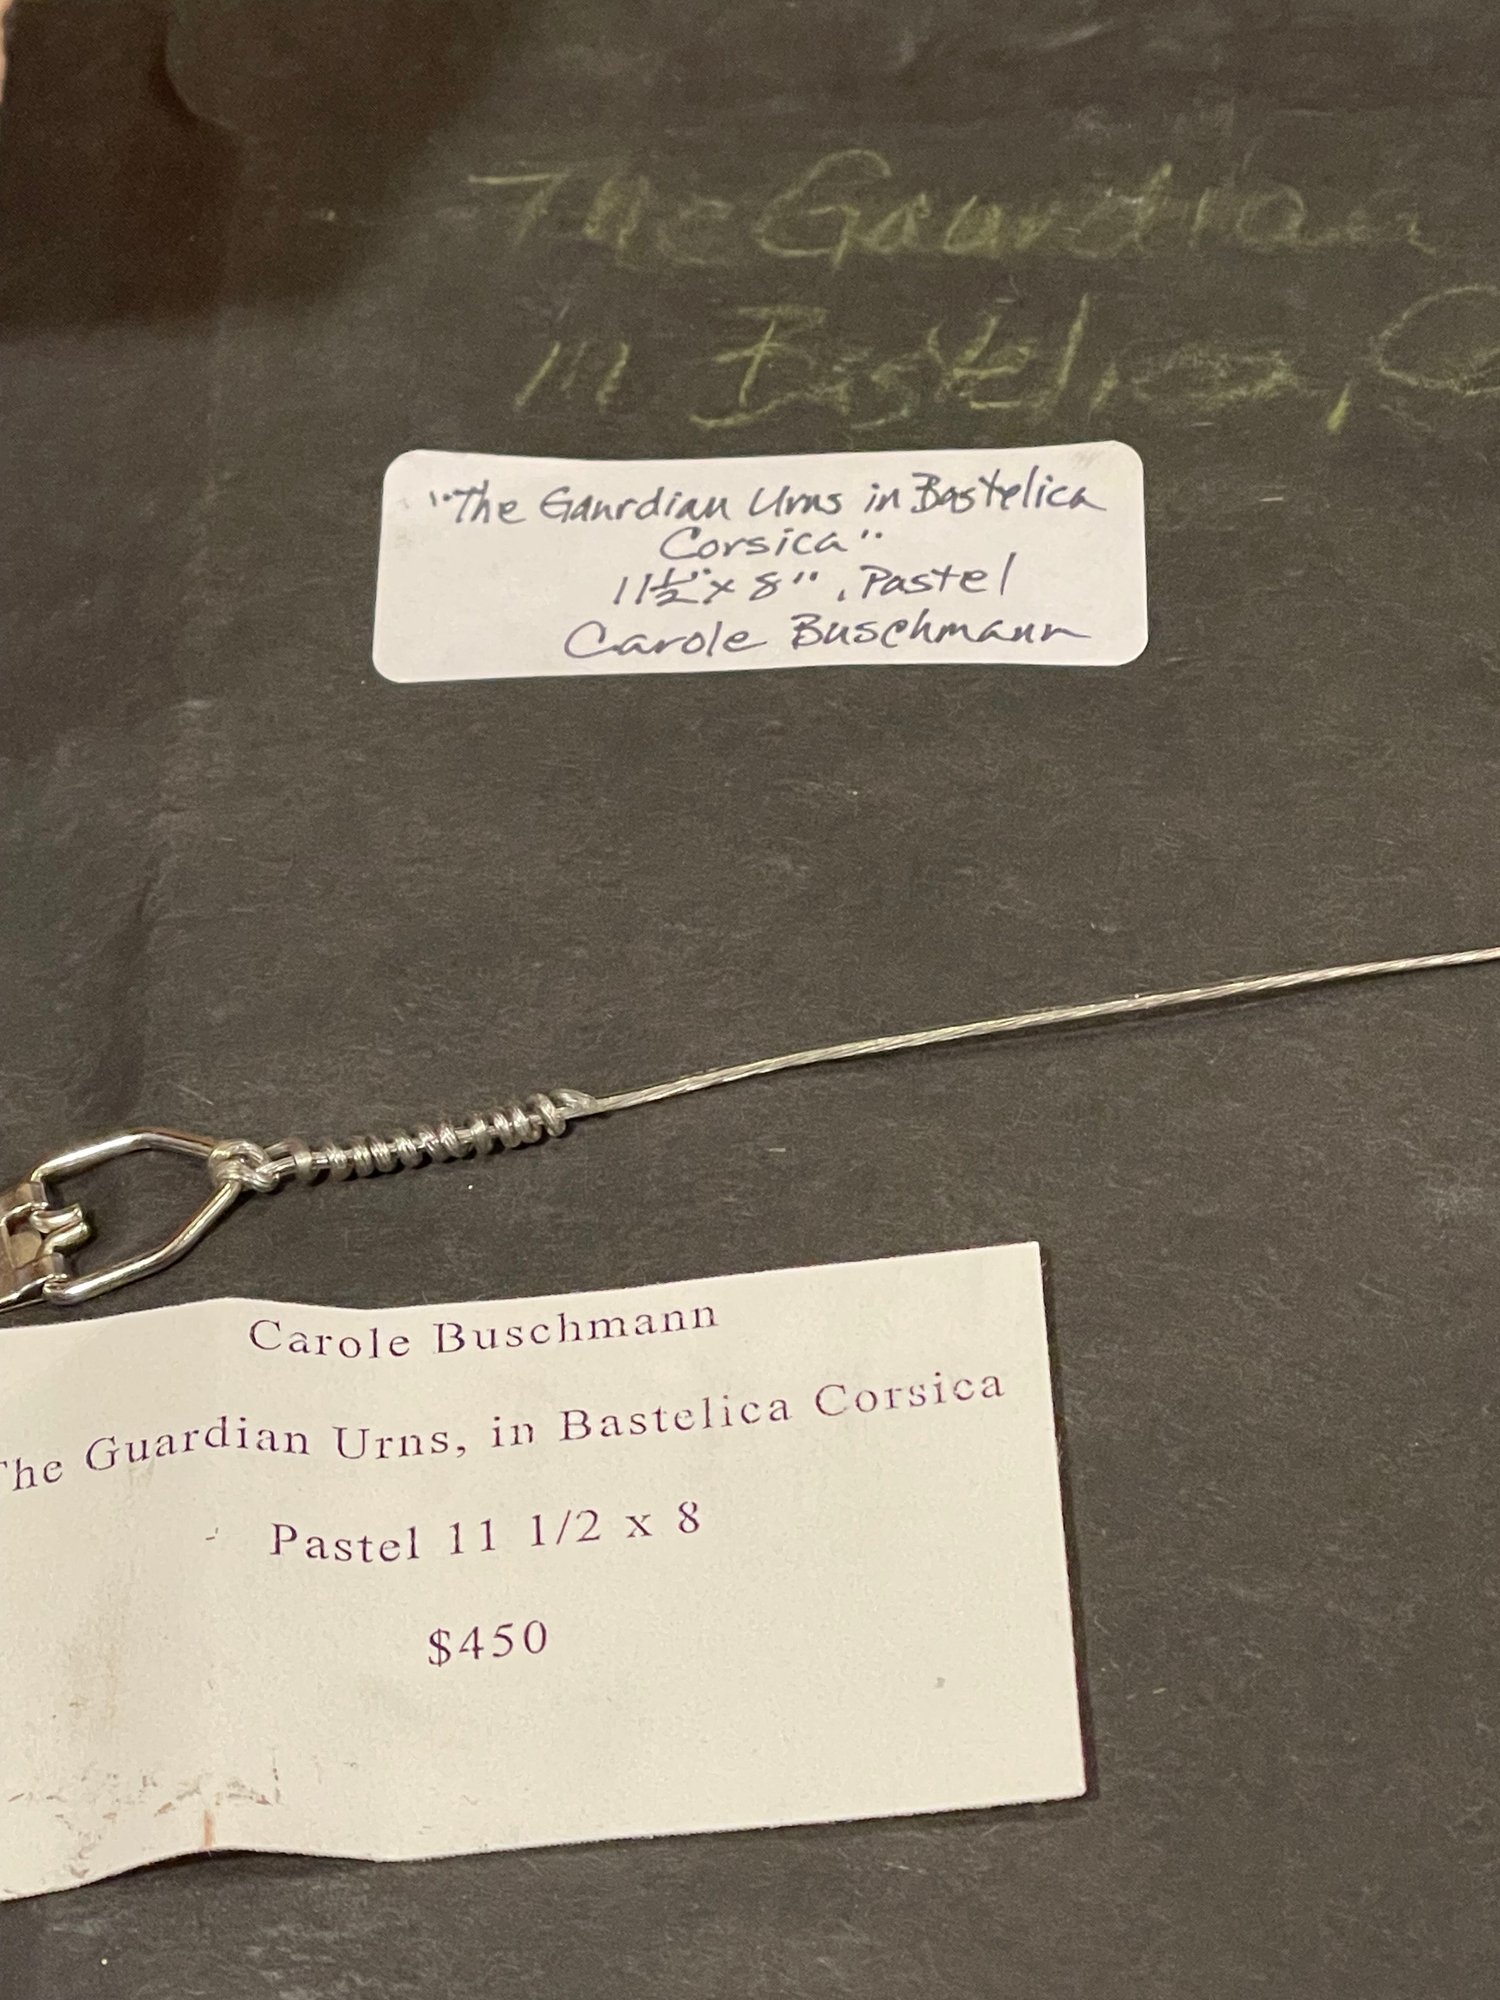 The Gaurdian
in Bastelica, C
"The Gaurdian Urns in Bastelica
Corsica"
11½" x 8", Pastel
Carole Buschmann
Carole Buschmann
The Guardian Urns, in Bastelica Corsica
Pastel 11 1/2 x 8
$450